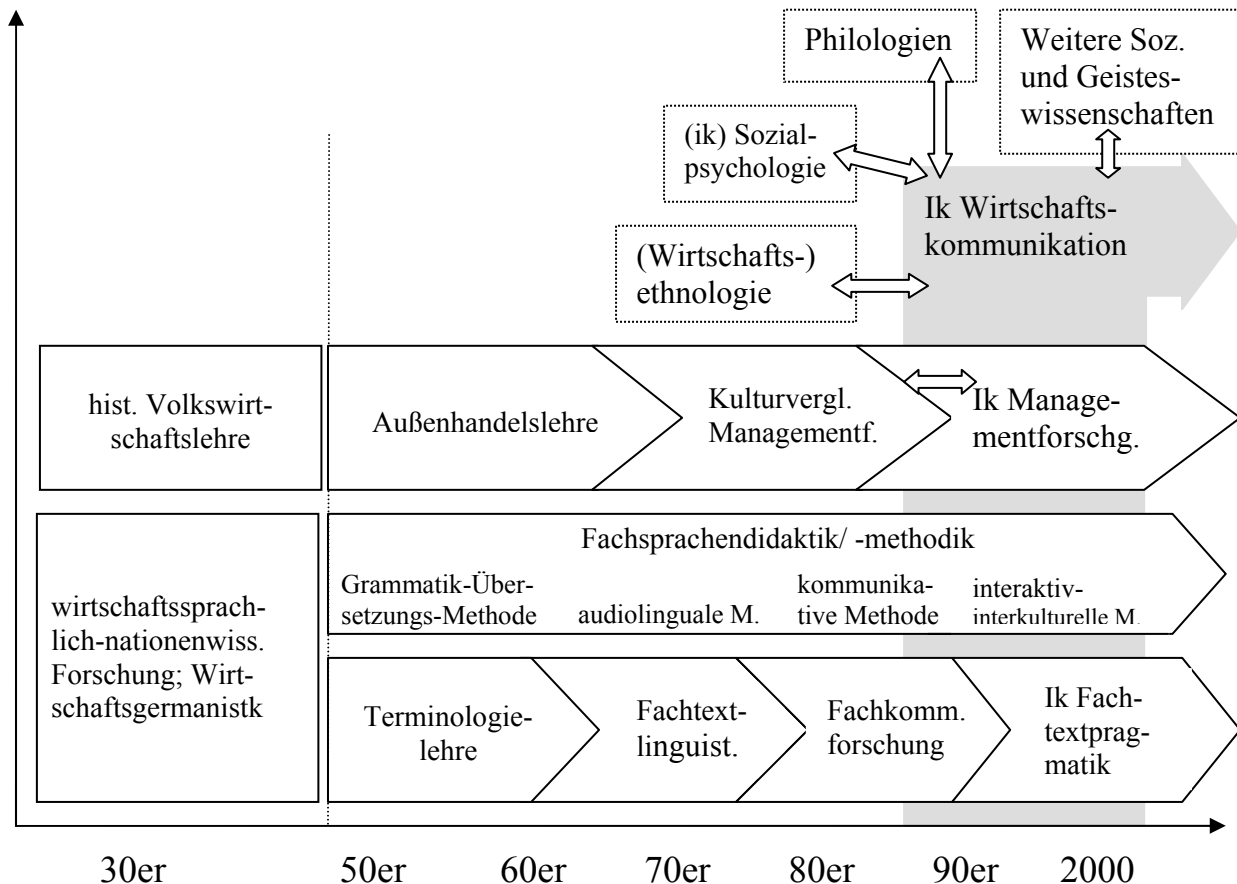 Philologien
Weitere Soz.
und Geistes-
wissenschaften
(ik) Sozial-
psychologie
Ik Wirtschafts-
kommunikation
(Wirtschafts-)
ethnologie
hist. Volkswirt-
schaftslehre
Außenhandelslehre
Kulturvergl.
Managementf.
Ik Manage-
mentforschg.
wirtschaftssprach-
lich-nationenwiss.
Forschung; Wirt-
schaftsgermanistk
Fachsprachendidaktik/ -methodik
Grammatik-Über-
setzungs-Methode
audiolinguale M.
kommunika-
tive Methode
interaktiv-
interkulturelle M.
Terminologie-
lehre
Fachtext-
linguist.
Fachkomm.
forschung
Ik Fach-
textprag-
matik
30er 50er 60er 70er 80er 90er 2000